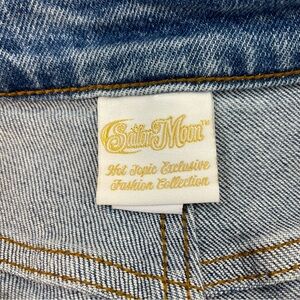 Sailor Moon™
Hot Topic Exclusive
Fashion Collection